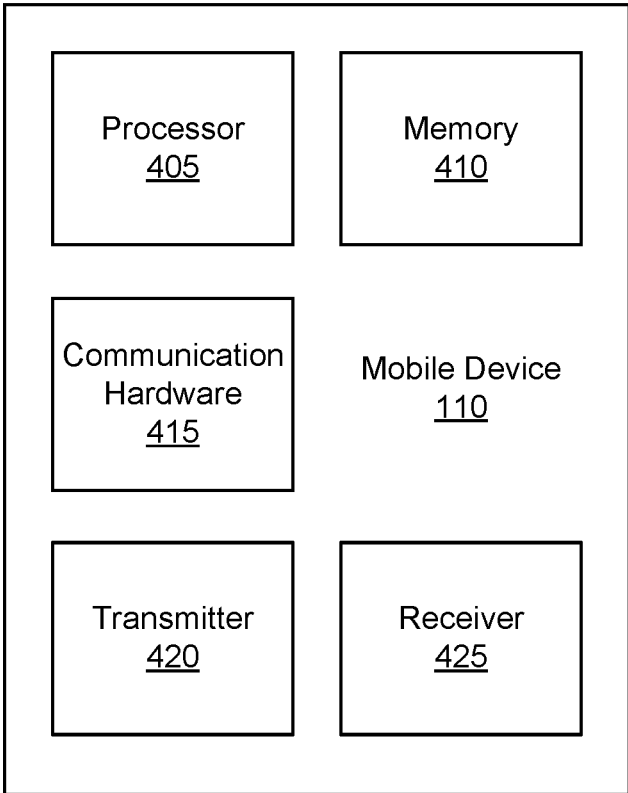 Processor
405
Memory
410
Communication
Hardware
415
Mobile Device
110
Transmitter
420
Receiver
425